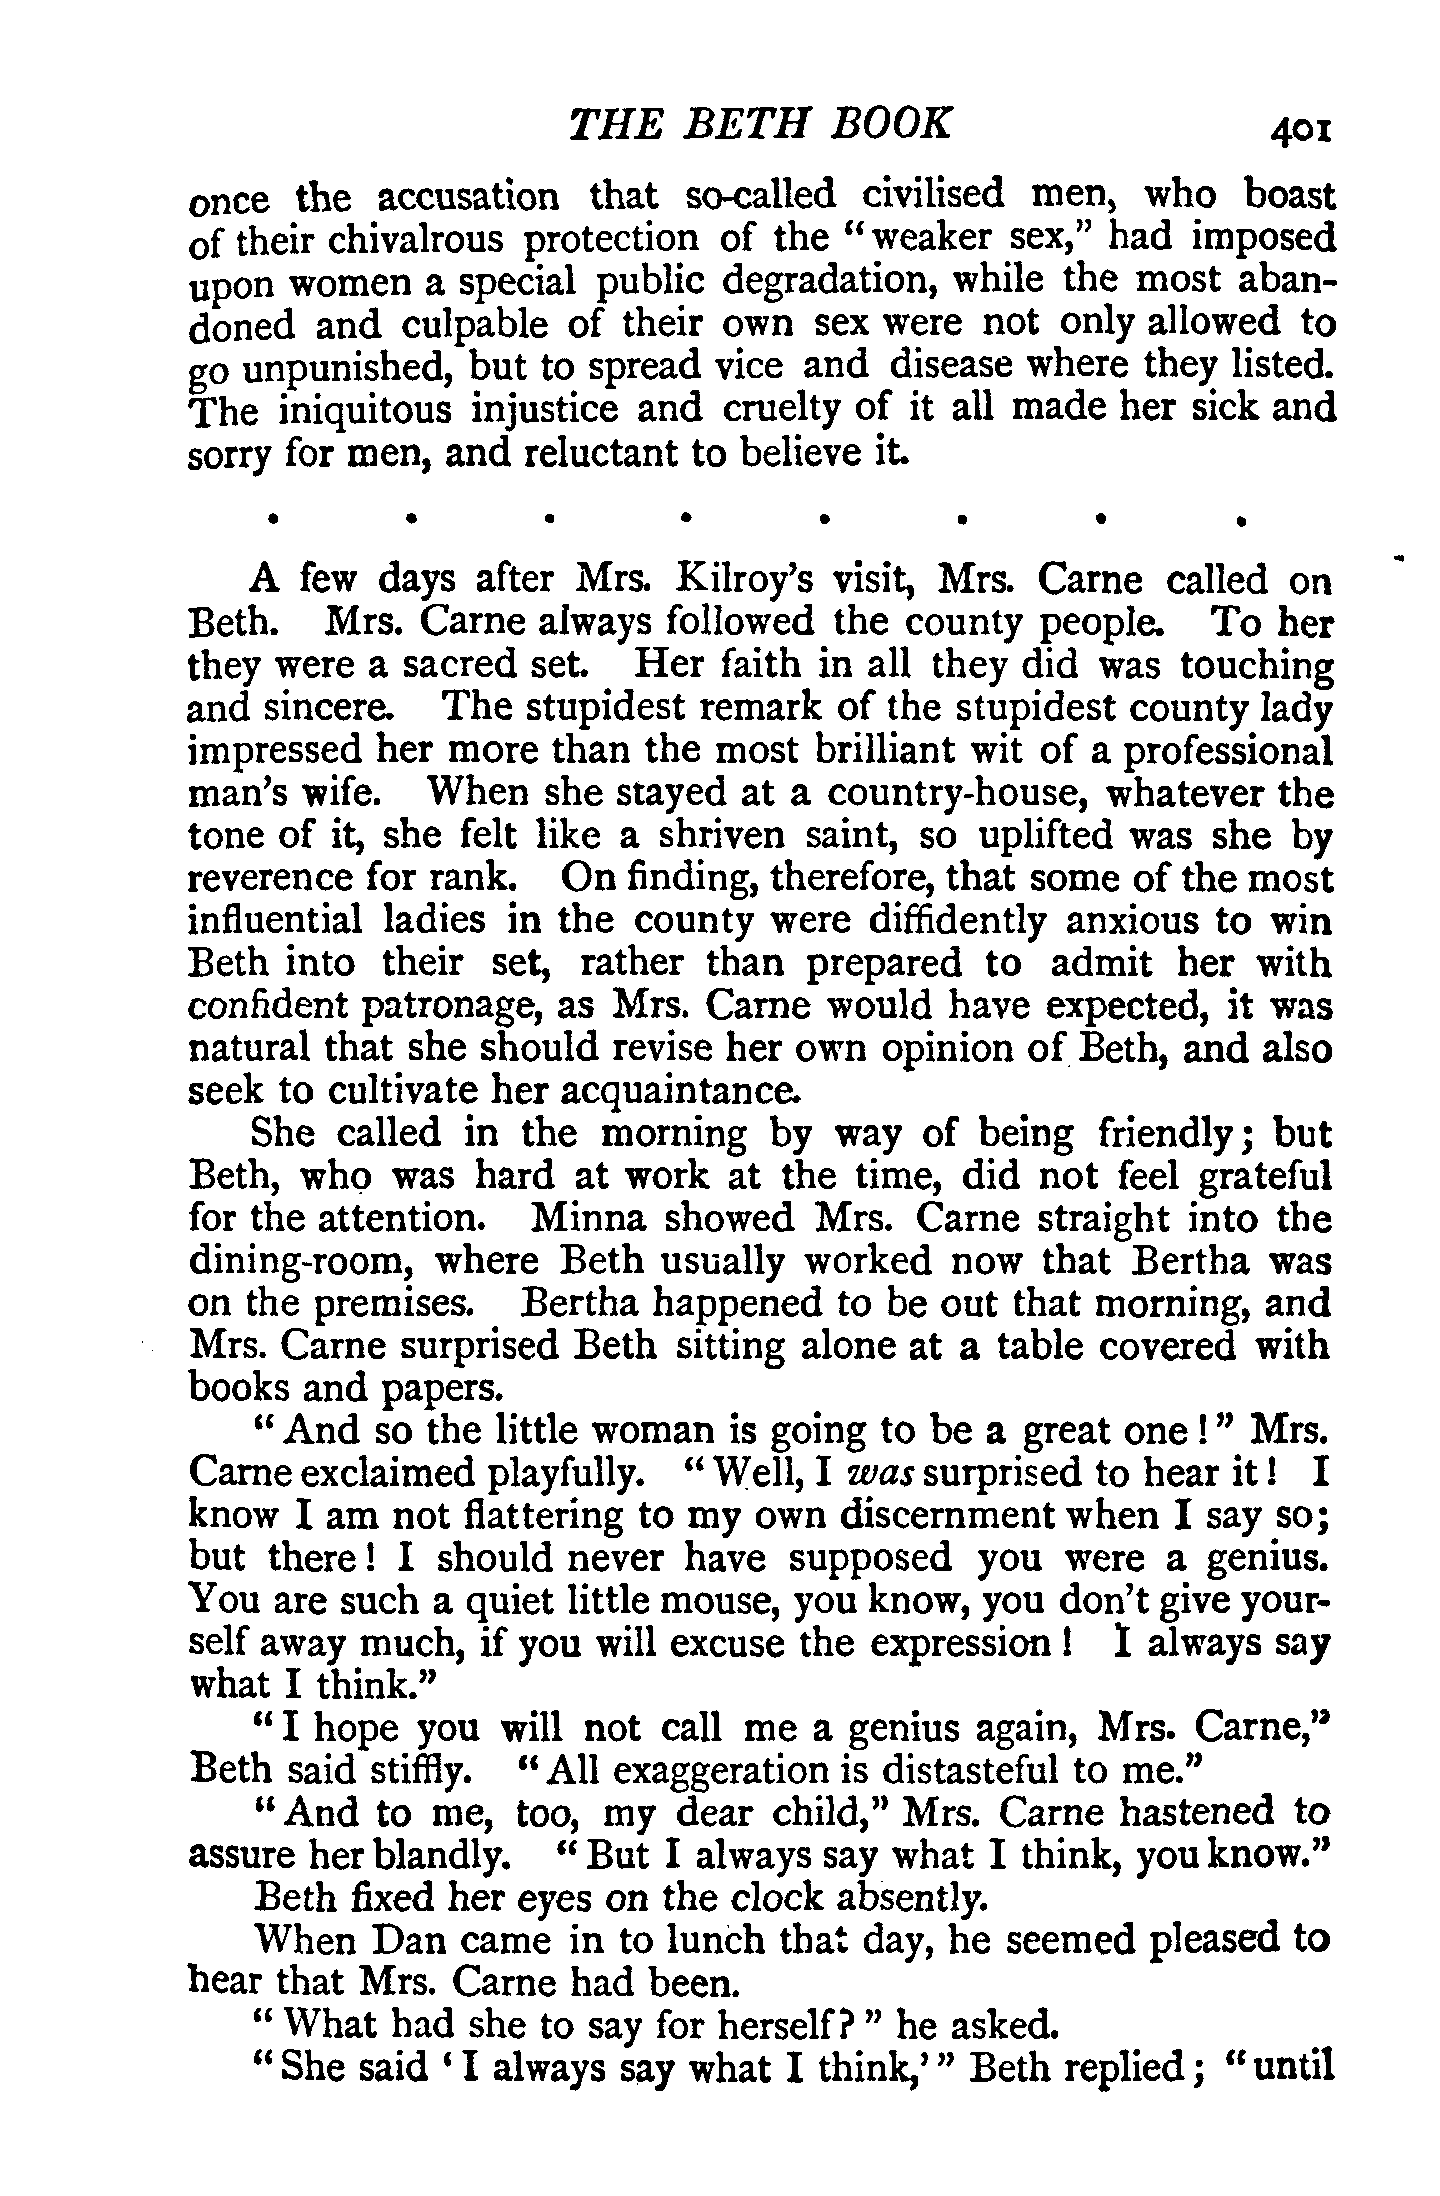 THE BETH BOOK 401
once the accusation that so-called civilised men, who boast
of their chivalrous protection of the “weaker sex,” had imposed
upon women a special public degradation, while the most aban-
doned and culpable of their own sex were not only allowed to
go unpunished, but to spread vice and disease where they listed.
The iniquitous injustice and cruelty of it all made her sick and
sorry for men, and reluctant to believe it.
. . . . . . . .
A few days after Mrs. Kilroy’s visit, Mrs. Carne called on
Beth. Mrs. Carne always followed the county people. To her
they were a sacred set. Her faith in all they did was touching
and sincere. The stupidest remark of the stupidest county lady
impressed her more than the most brilliant wit of a professional
man’s wife. When she stayed at a country-house, whatever the
tone of it, she felt like a shriven saint, so uplifted was she by
reverence for rank. On finding, therefore, that some of the most
influential ladies in the county were diffidently anxious to win
Beth into their set, rather than prepared to admit her with
confident patronage, as Mrs. Carne would have expected, it was
natural that she should revise her own opinion of Beth, and also
seek to cultivate her acquaintance.
She called in the morning by way of being friendly; but
Beth, who was hard at work at the time, did not feel grateful
for the attention. Minna showed Mrs. Carne straight into the
dining-room, where Beth usually worked now that Bertha was
on the premises. Bertha happened to be out that morning, and
Mrs. Carne surprised Beth sitting alone at a table covered with
books and papers.
“And so the little woman is going to be a great one!” Mrs.
Carne exclaimed playfully. “Well, I was surprised to hear it! I
know I am not flattering to my own discernment when I say so;
but there! I should never have supposed you were a genius.
You are such a quiet little mouse, you know, you don’t give your-
self away much, if you will excuse the expression! I always say
what I think.”
“I hope you will not call me a genius again, Mrs. Carne,”
Beth said stiffly. “All exaggeration is distasteful to me.”
“And to me, too, my dear child,” Mrs. Carne hastened to
assure her blandly. “But I always say what I think, you know.”
Beth fixed her eyes on the clock absently.
When Dan came in to lunch that day, he seemed pleased to
hear that Mrs. Carne had been.
“What had she to say for herself?” he asked.
“She said ‘I always say what I think,’” Beth replied; “until